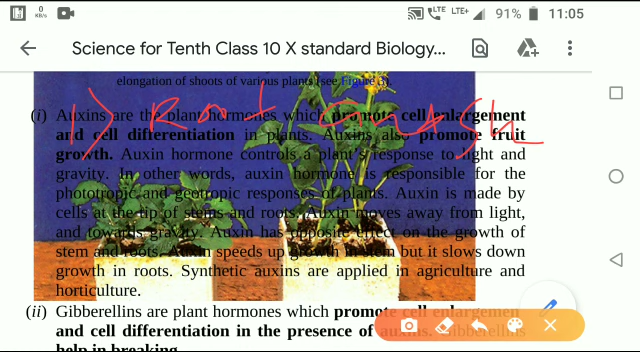 0 KB/s LTE LTE+ 91% 11:05
Science for Tenth Class 10 X standard Biology...
elongation of shoots of various plants (see Figure 3).
(i) Auxins are the plant hormones which promote cell enlargement
and cell differentiation in plants. Auxins also promote fruit
growth. Auxin hormone controls a plant's response to light and
gravity. In other words, auxin hormone is responsible for the
phototropic and geotropic responses of plants. Auxin is made by
cells at the tip of stems and roots. Auxin moves away from light,
and towards gravity. Auxin has opposite effect on the growth of
stem and roots. Auxin speeds up growth in stem but it slows down
growth in roots. Synthetic auxins are applied in agriculture and
horticulture.
(ii) Gibberellins are plant hormones which promote cell enlargement
and cell differentiation in the presence of auxins. Gibberellins
help in breaking